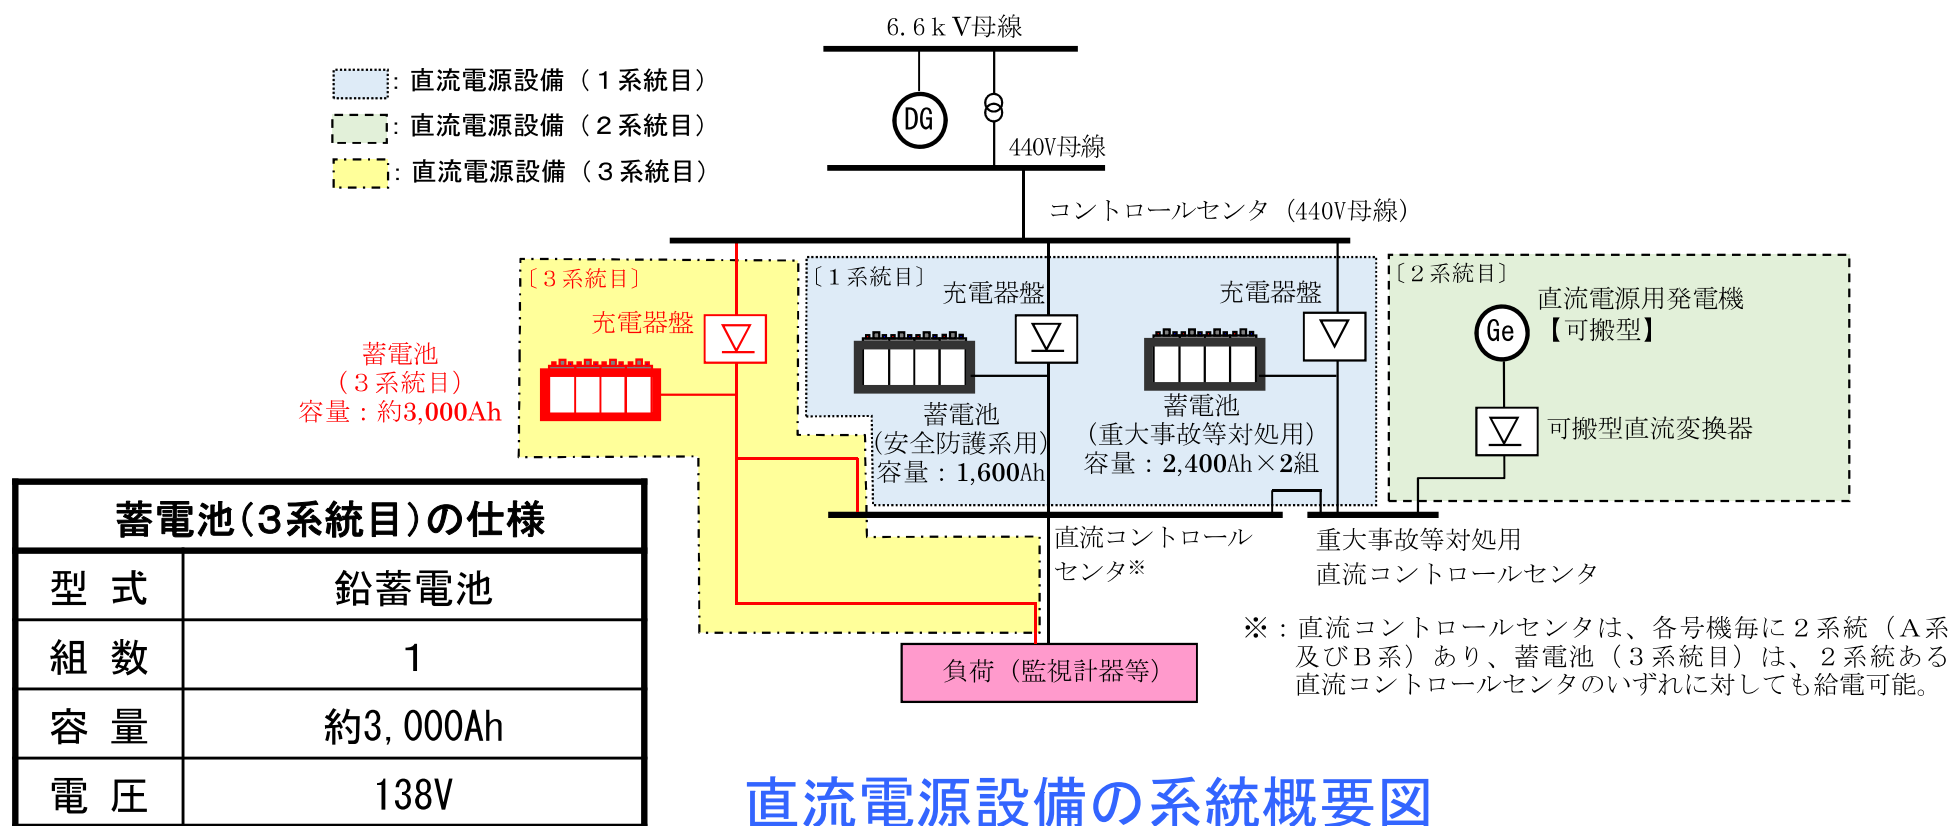 6.6ｋV母線
：直流電源設備（１系統目）
：直流電源設備（２系統目）
：直流電源設備（３系統目）
DG
440V母線
コントロールセンタ（440V母線）
〔３系統目〕
充電器盤
蓄電池
（３系統目）
容量：約3,000Ah
〔１系統目〕
充電器盤
蓄電池
(安全防護系用)
容量：1,600Ah
充電器盤
蓄電池
（重大事故等対処用）
容量：2,400Ah×2組
〔２系統目〕
直流電源用発電機
【可搬型】
Ge
可搬型直流変換器
直流コントロール
センタ※
重大事故等対処用
直流コントロールセンタ
負荷（監視計器等）
※：直流コントロールセンタは、各号機毎に２系統（Ａ系
及びＢ系）あり、蓄電池（３系統目）は、２系統ある
直流コントロールセンタのいずれに対しても給電可能。
蓄電池(３系統目)の仕様
型 式 鉛蓄電池
組 数 1
容 量 約3,000Ah
電 圧 138V
直流電源設備の系統概要図